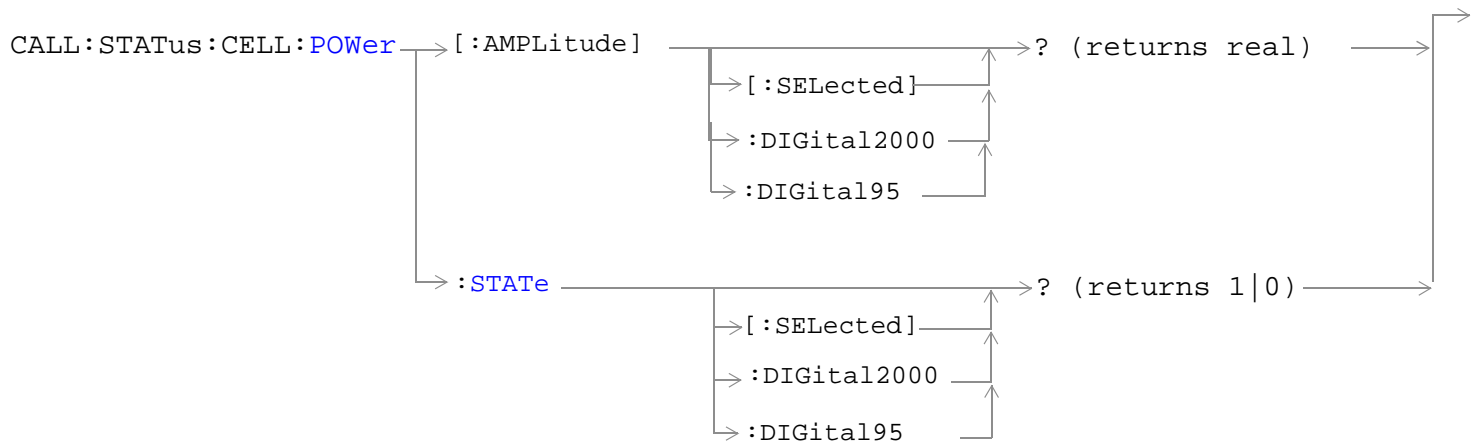 CALL:STATus:CELL:POWer [:AMPLitude] ? (returns real)
[:SELected]
:DIGital2000
:DIGital95
:STATe ? (returns 1|0)
[:SELected]
:DIGital2000
:DIGital95